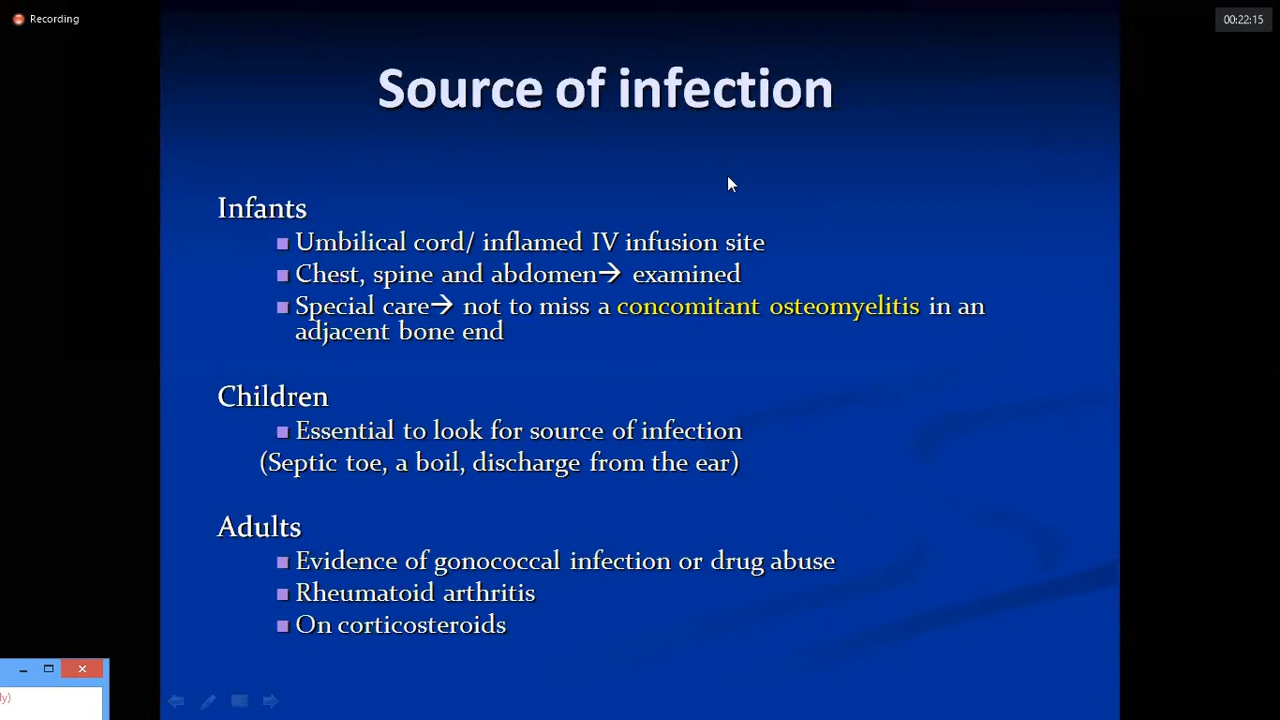 Recording
00:22:15
Source of infection
Infants
Umbilical cord/ inflamed IV infusion site
Chest, spine and abdomen→ examined
Special care→ not to miss a concomitant osteomyelitis in an
adjacent bone end
Children
Essential to look for source of infection
(Septic toe, a boil, discharge from the ear)
Adults
Evidence of gonococcal infection or drug abuse
Rheumatoid arthritis
On corticosteroids
ly)